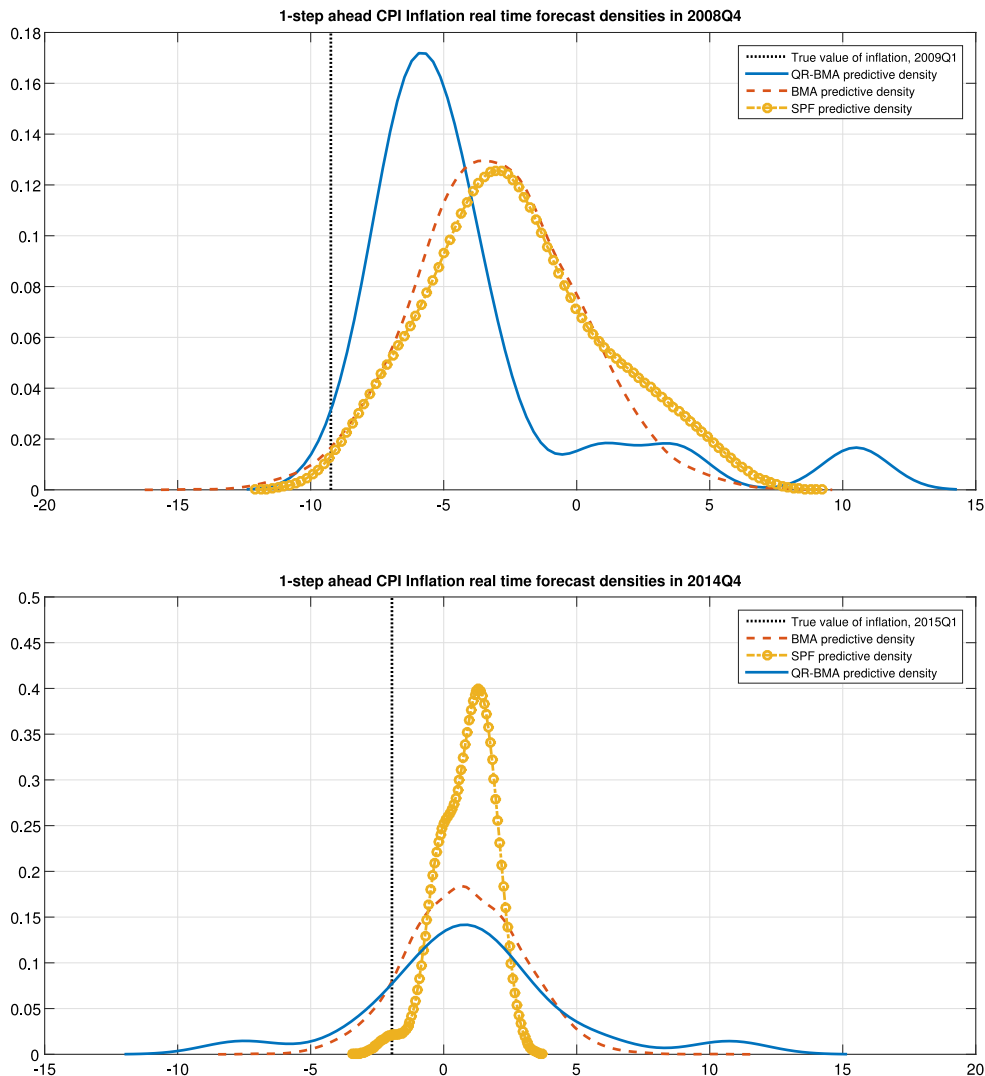 1-step ahead CPI Inflation real time forecast densities in 2008Q4
0.18
0.16
0.14
0.12
0.1
0.08
0.06
0.04
0.02
0
True value of inflation, 2009Q1
QR-BMA predictive density
BMA predictive density
SPF predictive density
-20 -15 -10 -5 0 5 10 15
1-step ahead CPI Inflation real time forecast densities in 2014Q4
0.5
0.45
0.4
0.35
0.3
0.25
0.2
0.15
0.1
0.05
0
True value of inflation, 2015Q1
BMA predictive density
SPF predictive density
QR-BMA predictive density
-15 -10 -5 0 5 10 15 20